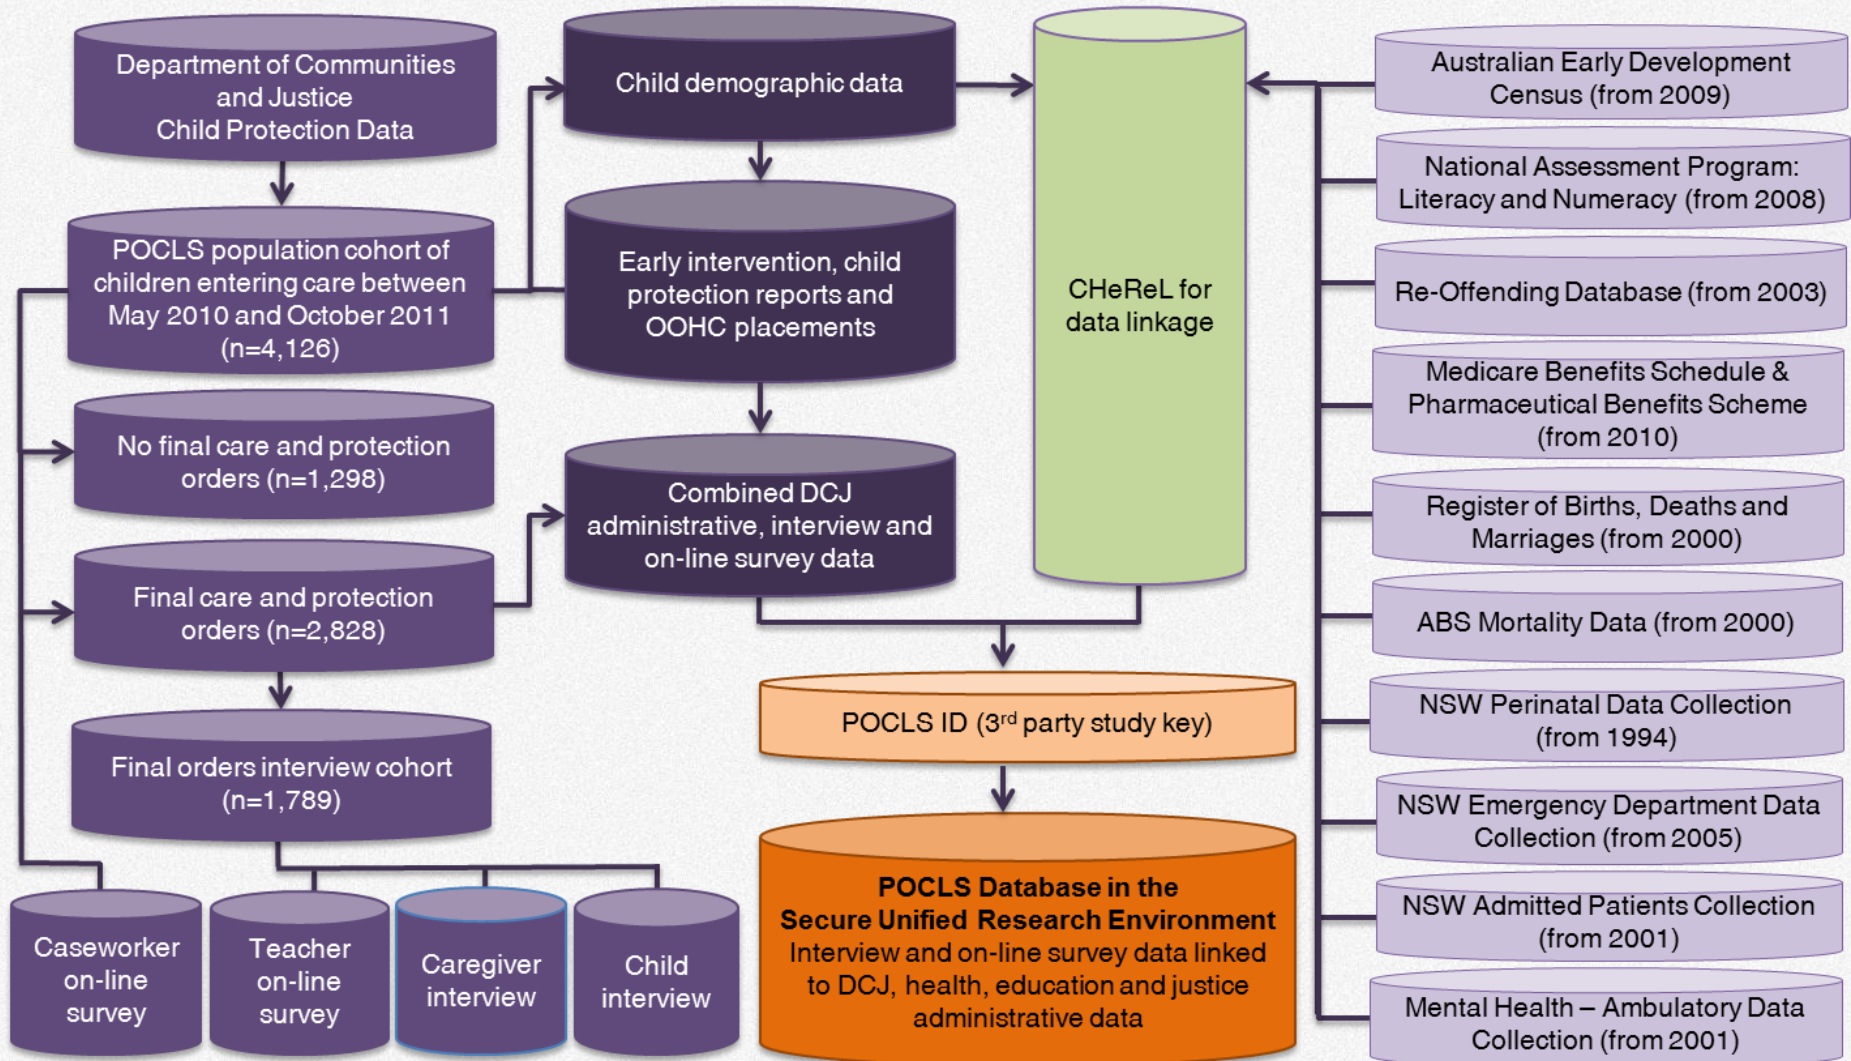 Department of Communities
and Justice
Child Protection Data
POCLS population cohort of
children entering care between
May 2010 and October 2011
(n=4,126)
No final care and protection
orders (n=1,298)
Final care and protection
orders (n=2,828)
Final orders interview cohort
(n=1,789)
Caseworker
on-line
survey
Teacher
on-line
survey
Caregiver
interview
Child
interview
Child demographic data
Early intervention, child
protection reports and
OOHC placements
Combined DCJ
administrative, interview and
on-line survey data
CHeReL for
data linkage
POCLS ID (3rd party study key)
POCLS Database in the
Secure Unified Research Environment
Interview and on-line survey data linked
to DCJ, health, education and justice
administrative data
Australian Early Development
Census (from 2009)
National Assessment Program:
Literacy and Numeracy (from 2008)
Re-Offending Database (from 2003)
Medicare Benefits Schedule &
Pharmaceutical Benefits Scheme
(from 2010)
Register of Births, Deaths and
Marriages (from 2000)
ABS Mortality Data (from 2000)
NSW Perinatal Data Collection
(from 1994)
NSW Emergency Department Data
Collection (from 2005)
NSW Admitted Patients Collection
(from 2001)
Mental Health – Ambulatory Data
Collection (from 2001)